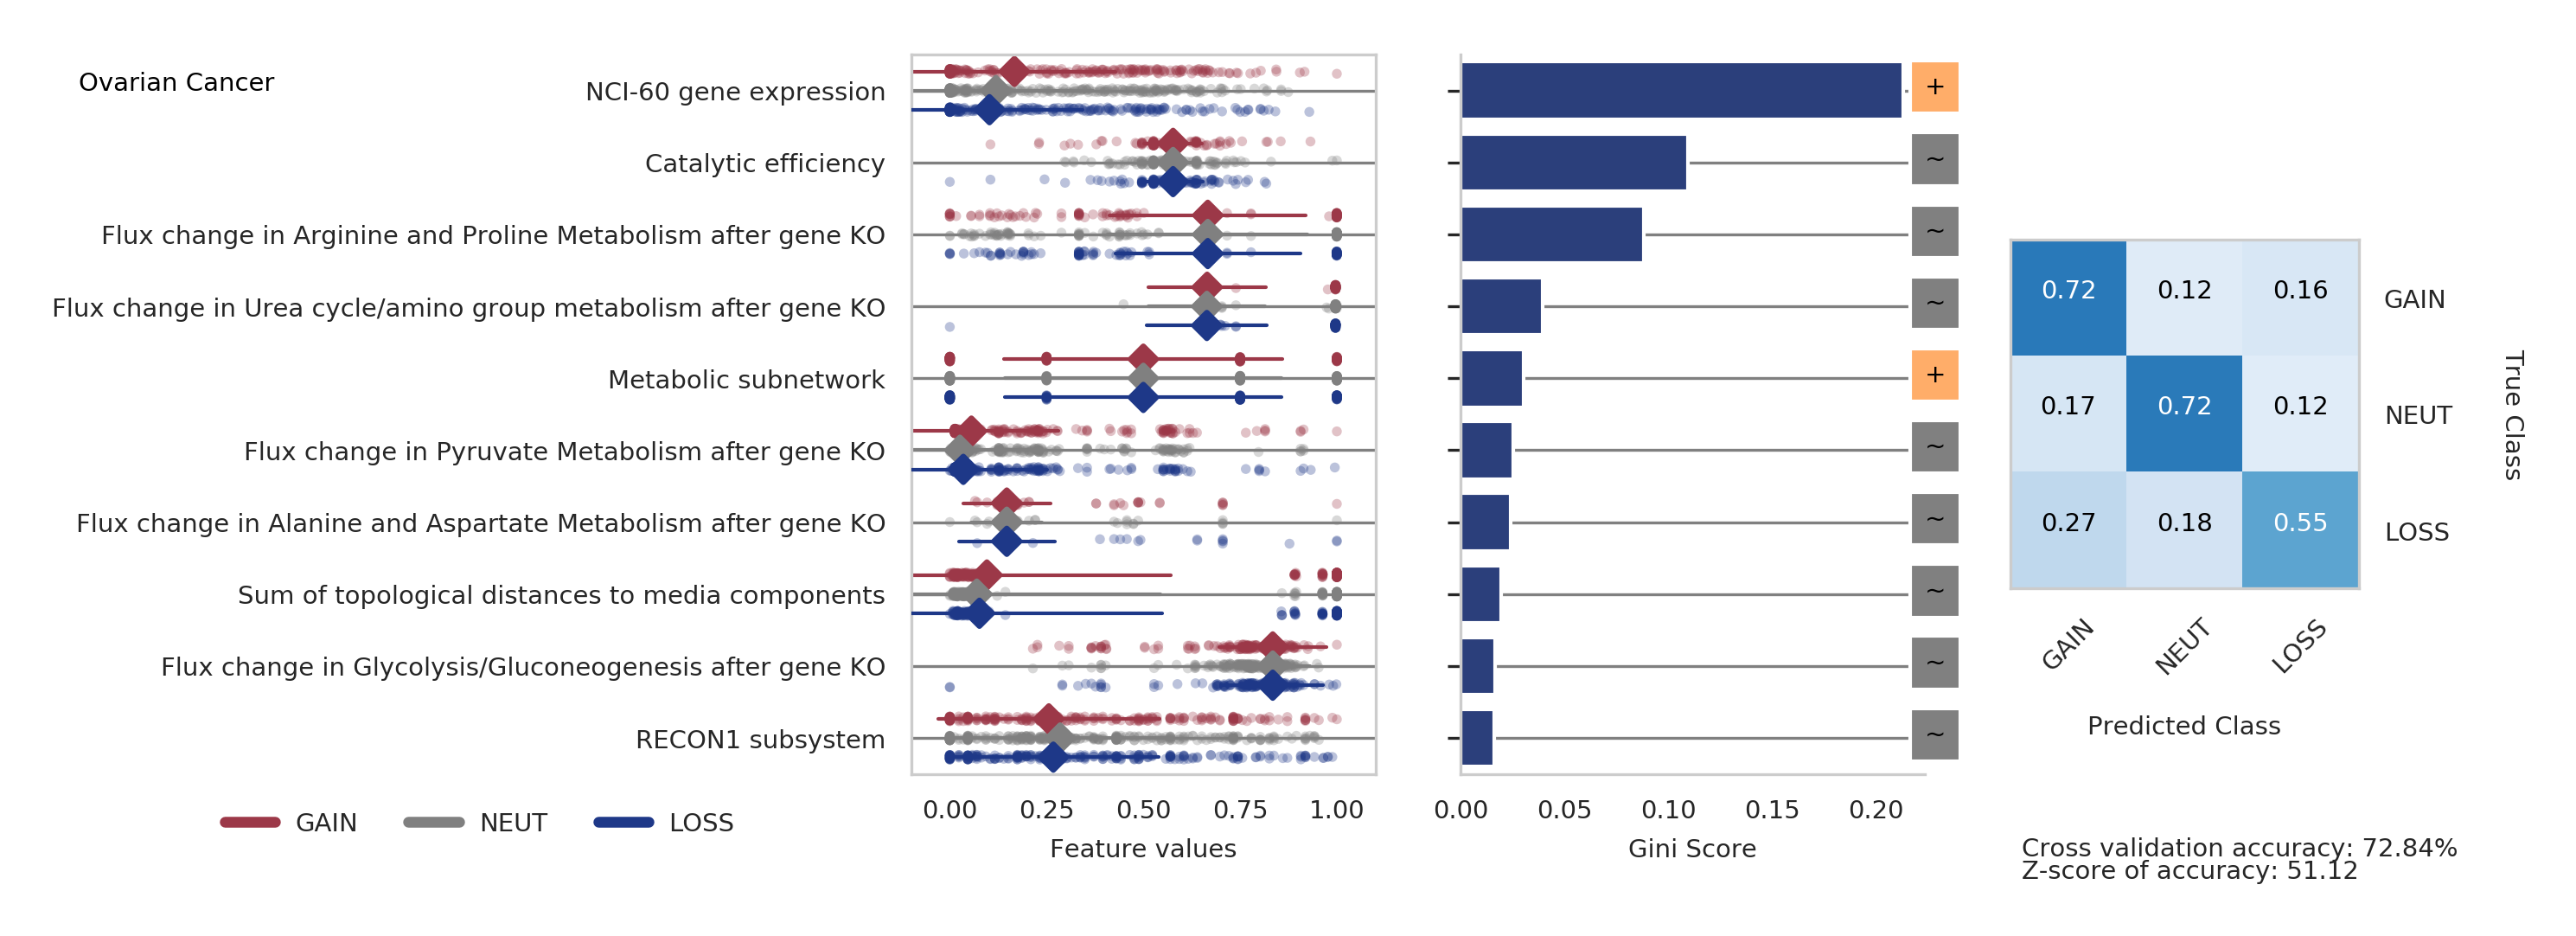 Ovarian Cancer
NCI-60 gene expression
Catalytic efficiency
Flux change in Arginine and Proline Metabolism after gene KO
Flux change in Urea cycle/amino group metabolism after gene KO
Metabolic subnetwork
Flux change in Pyruvate Metabolism after gene KO
Flux change in Alanine and Aspartate Metabolism after gene KO
Sum of topological distances to media components
Flux change in Glycolysis/Gluconeogenesis after gene KO
RECON1 subsystem
GAIN NEUT LOSS
0.00 0.25 0.50 0.75 1.00
Feature values
+
~
~
~
+
~
~
~
~
~
0.00 0.05 0.10 0.15 0.20
Gini Score
0.72 0.12 0.16 GAIN
0.17 0.72 0.12 NEUT
0.27 0.18 0.55 LOSS
True Class
GAIN NEUT LOSS
Predicted Class
Cross validation accuracy: 72.84%
Z-score of accuracy: 51.12